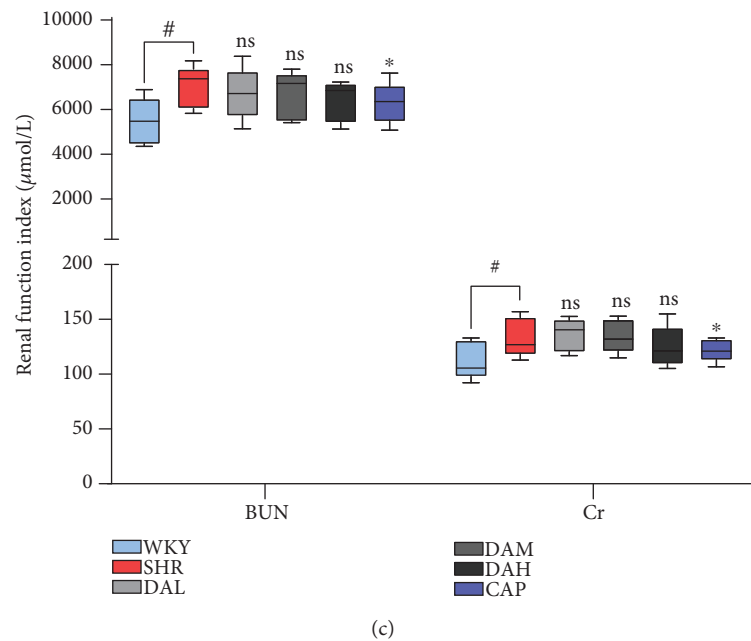 Renal function index (μmol/L)
10000
8000
6000
4000
2000
200
150
100
50
0
#
ns
ns
ns
*
#
ns
ns
ns
*
BUN
Cr
WKY
SHR
DAL
DAM
DAH
CAP
(c)